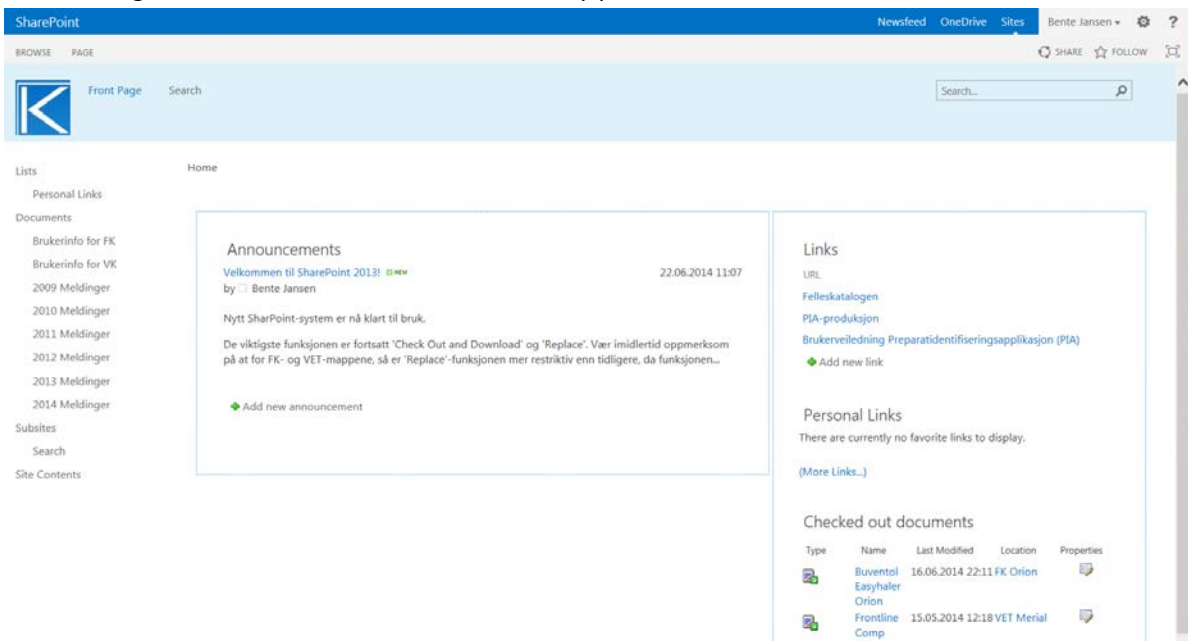 SharePoint
Newsfeed OneDrive Sites Bente Jansen ?
BROWSE PAGE
SHARE FOLLOW
K
Front Page Search
Search...
Lists
Personal Links
Documents
Brukerinfo for FK
Brukerinfo for VK
2009 Meldinger
2010 Meldinger
2011 Meldinger
2012 Meldinger
2013 Meldinger
2014 Meldinger
Subsites
Search
Site Contents
Home
Announcements
Velkommen til SharePoint 2013! NEW 22.06.2014 11:07
by Bente Jansen
Nytt SharPoint-system er nå klart til bruk.
De viktigste funksjonen er fortsatt 'Check Out and Download' og 'Replace'. Vær imidlertid oppmerksom
på at for FK- og VET-mappene, så er 'Replace'-funksjonen mer restriktiv enn tidligere, da funksjonen...
Add new announcement
Links
URL
Felleskatalogen
PIA-produksjon
Brukerveiledning Preparatidentifiseringsapplikasjon (PIA)
Add new link
Personal Links
There are currently no favorite links to display.
(More Links...)
Checked out documents
Type Name Last Modified Location Properties
Buventol 16.06.2014 22:11 FK Orion
Easyhaler
Orion
Frontline 15.05.2014 12:18 VET Merial
Comp